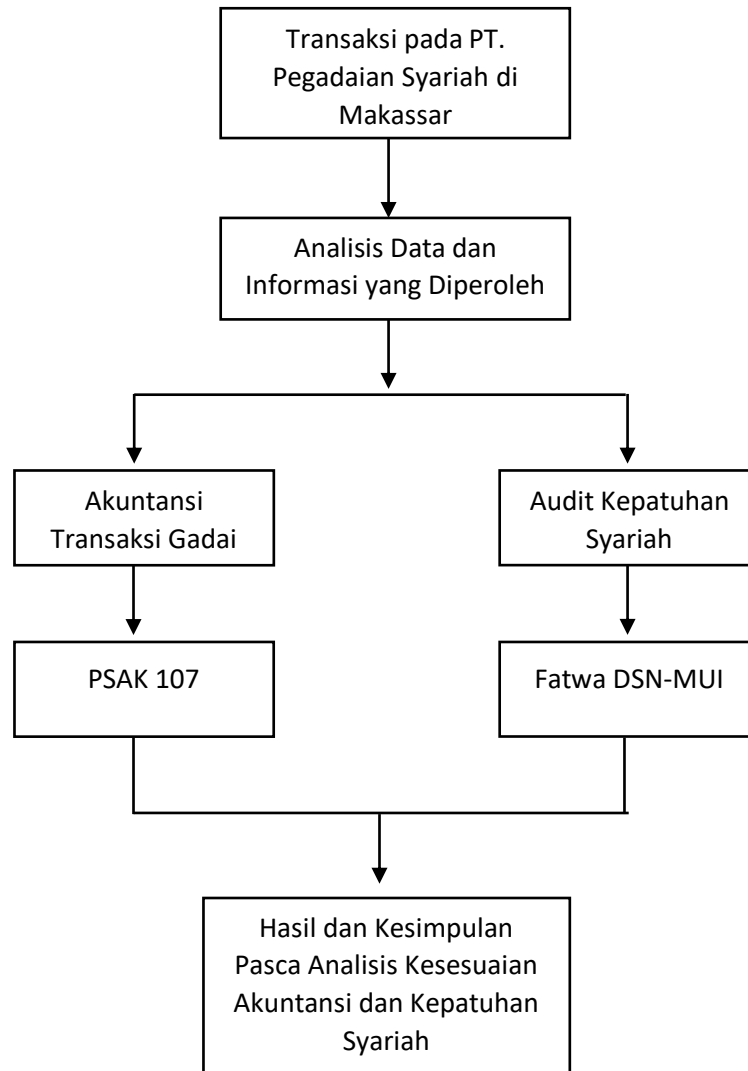 Transaksi pada PT.
Pegadaian Syariah di
Makassar
Analisis Data dan
Informasi yang Diperoleh
Akuntansi
Transaksi Gadai
Audit Kepatuhan
Syariah
PSAK 107
Fatwa DSN-MUI
Hasil dan Kesimpulan
Pasca Analisis Kesesuaian
Akuntansi dan Kepatuhan
Syariah